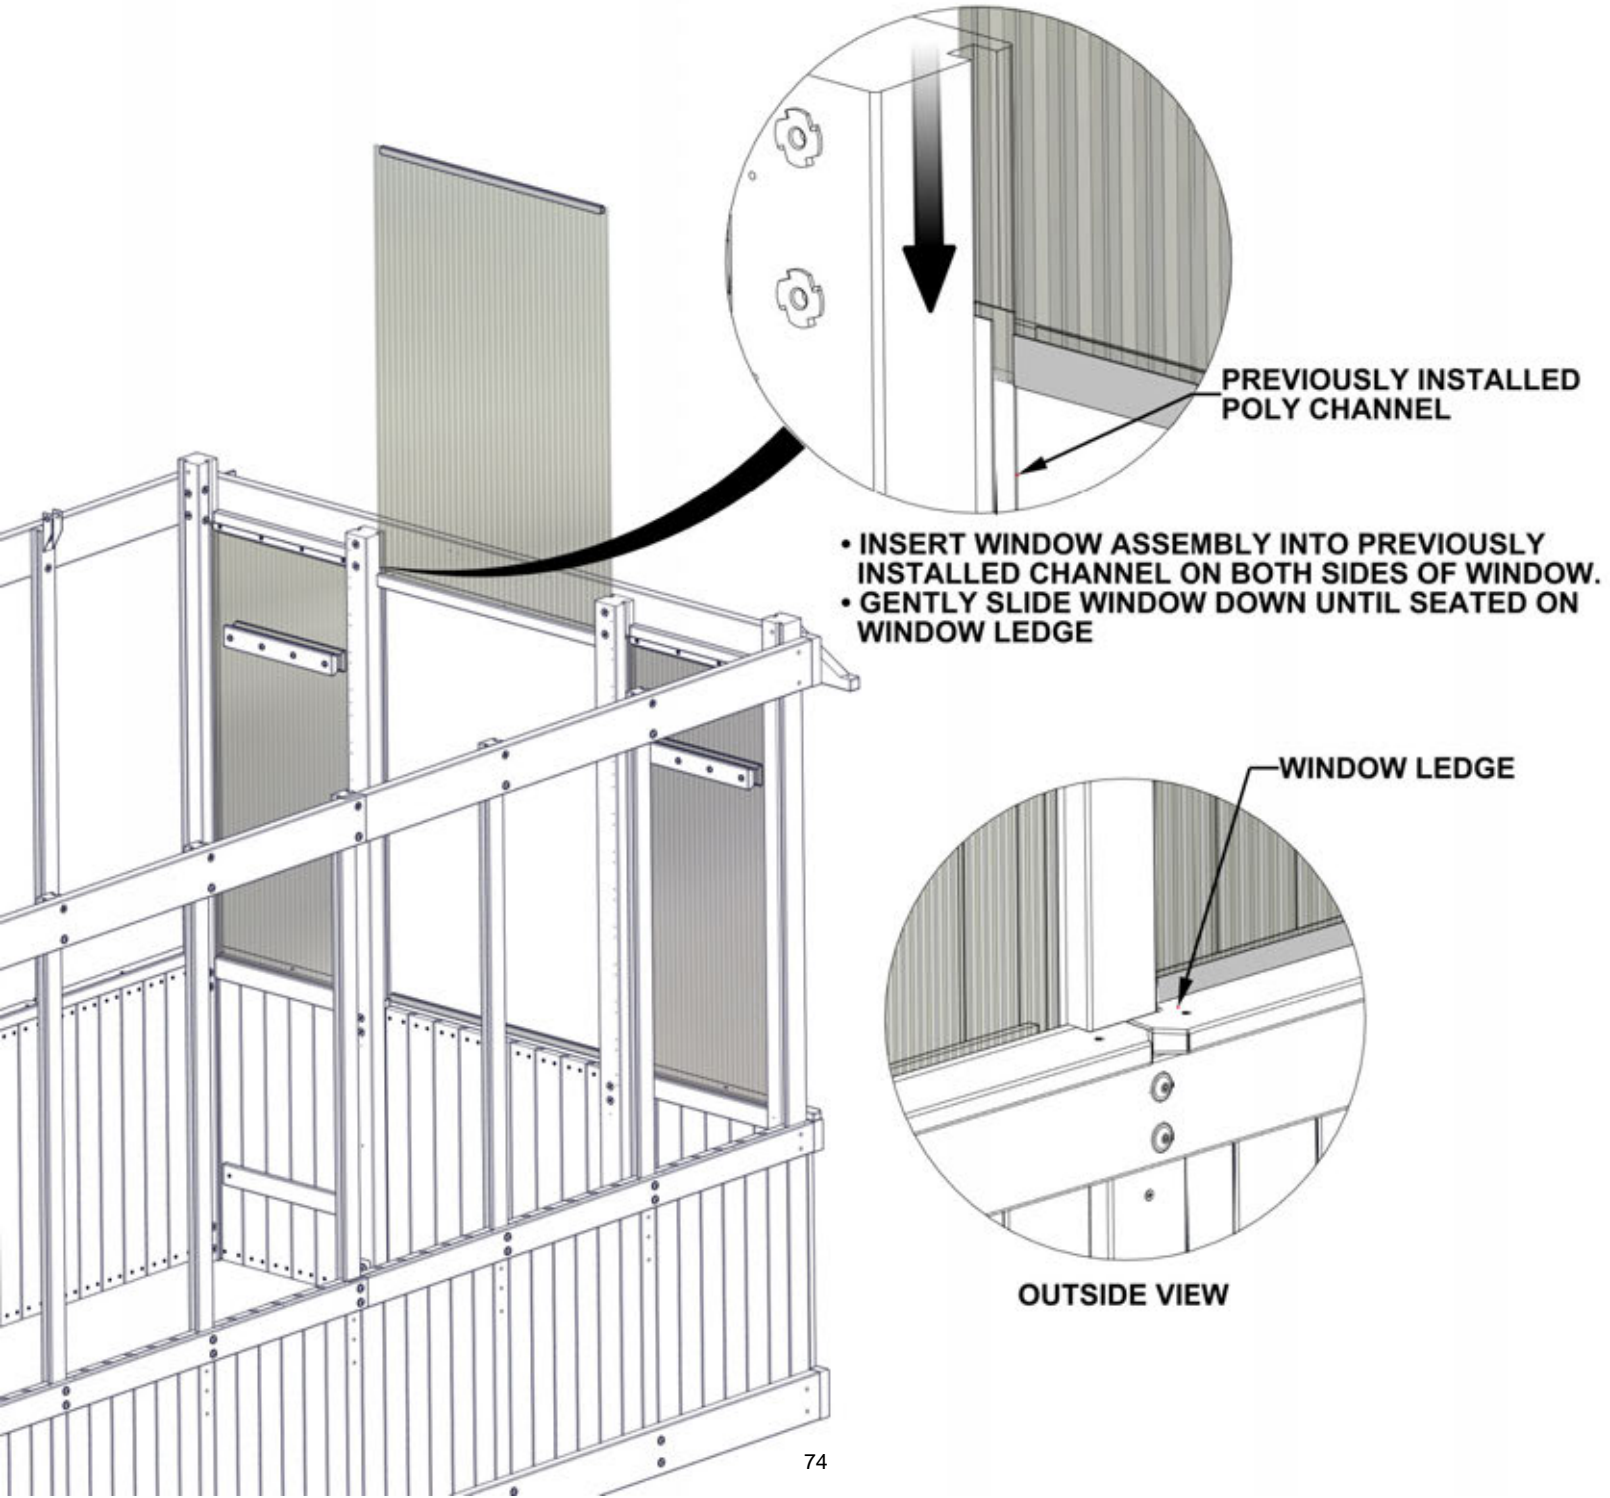 PREVIOUSLY INSTALLED
POLY CHANNEL
• INSERT WINDOW ASSEMBLY INTO PREVIOUSLY
INSTALLED CHANNEL ON BOTH SIDES OF WINDOW.
• GENTLY SLIDE WINDOW DOWN UNTIL SEATED ON
WINDOW LEDGE
WINDOW LEDGE
OUTSIDE VIEW
74